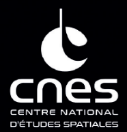 cnes
CENTRE NATIONAL
D'ÉTUDES SPATIALES